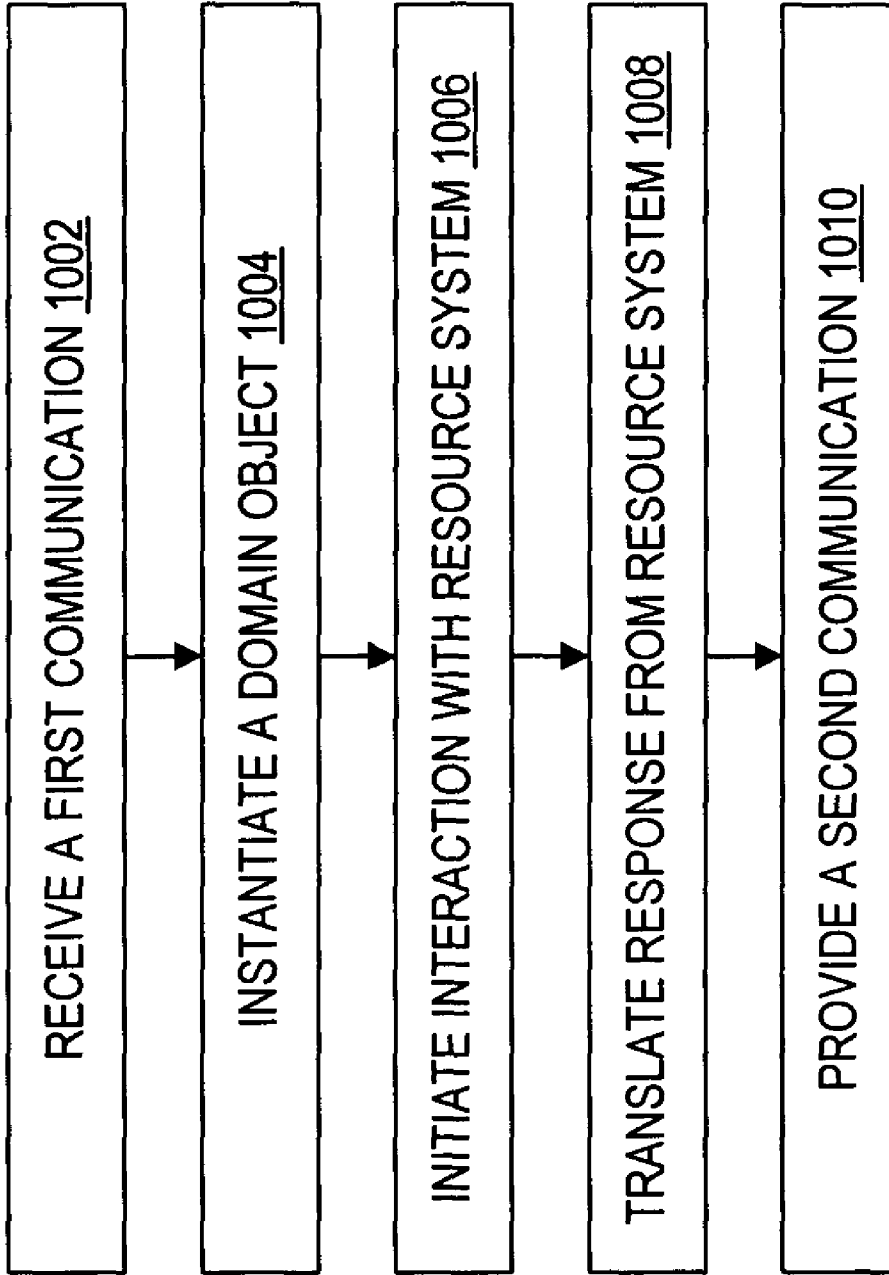 RECEIVE A FIRST COMMUNICATION 1002
INSTANTIATE A DOMAIN OBJECT 1004
INITIATE INTERACTION WITH RESOURCE SYSTEM 1006
TRANSLATE RESPONSE FROM RESOURCE SYSTEM 1008
PROVIDE A SECOND COMMUNICATION 1010